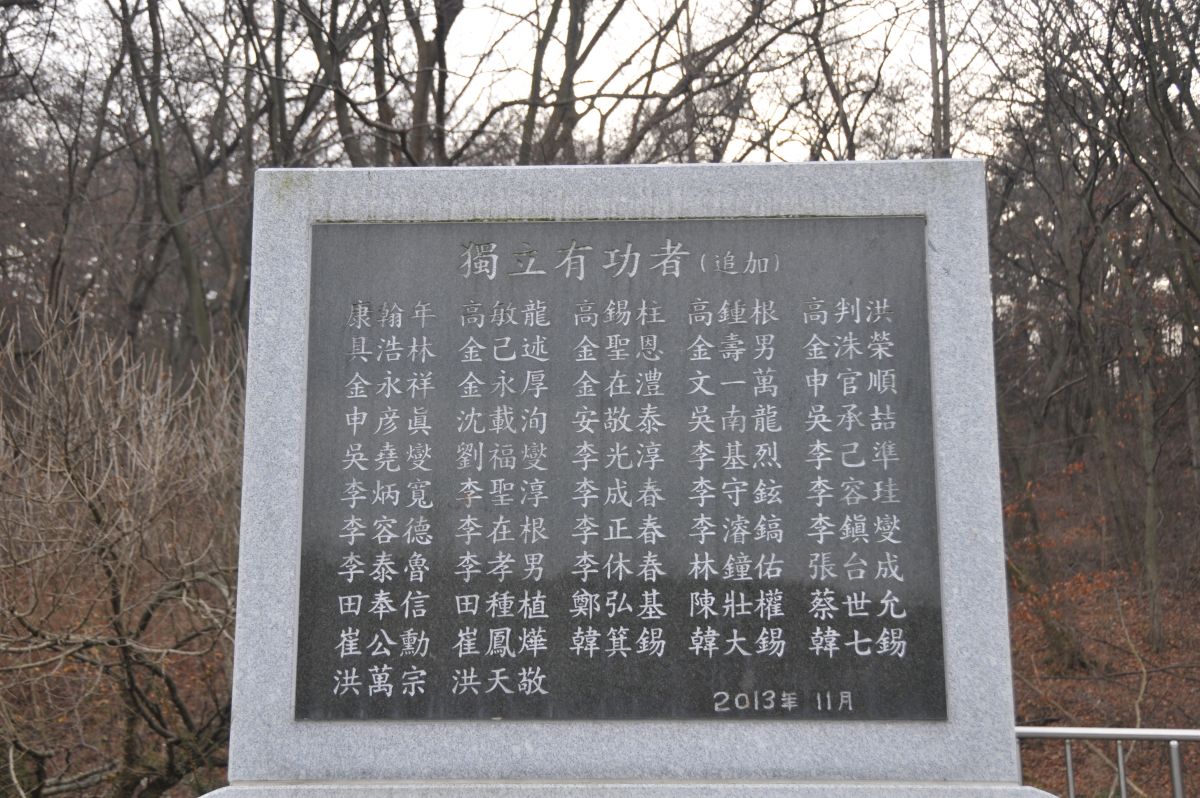 獨立有功者(追加)
康翰年 高敏龍 高錫柱 高鍾根 高判洪
具浩林 金己述 金聖恩 金壽男 金洙榮
金永祥 金永厚 金在澧 文一萬 申官順
申彦眞 沈載洵 安敬泰 吳南龍 吳承喆
吳堯燮 劉福燮 李光淳 李基烈 李己準
李炳寬 李聖淳 李成春 李守鉉 李容珪
李容德 李在根 李正春 李濬鎬 李鎭燮
李泰魯 李孝男 李休春 林鐘佑 張台成
田奉信 田種植 鄭弘基 陳壯權 蔡世允
崔公勳 崔鳳燁 韓箕錫 韓大錫 韓七錫
洪萬宗 洪天敬
2013年 11月